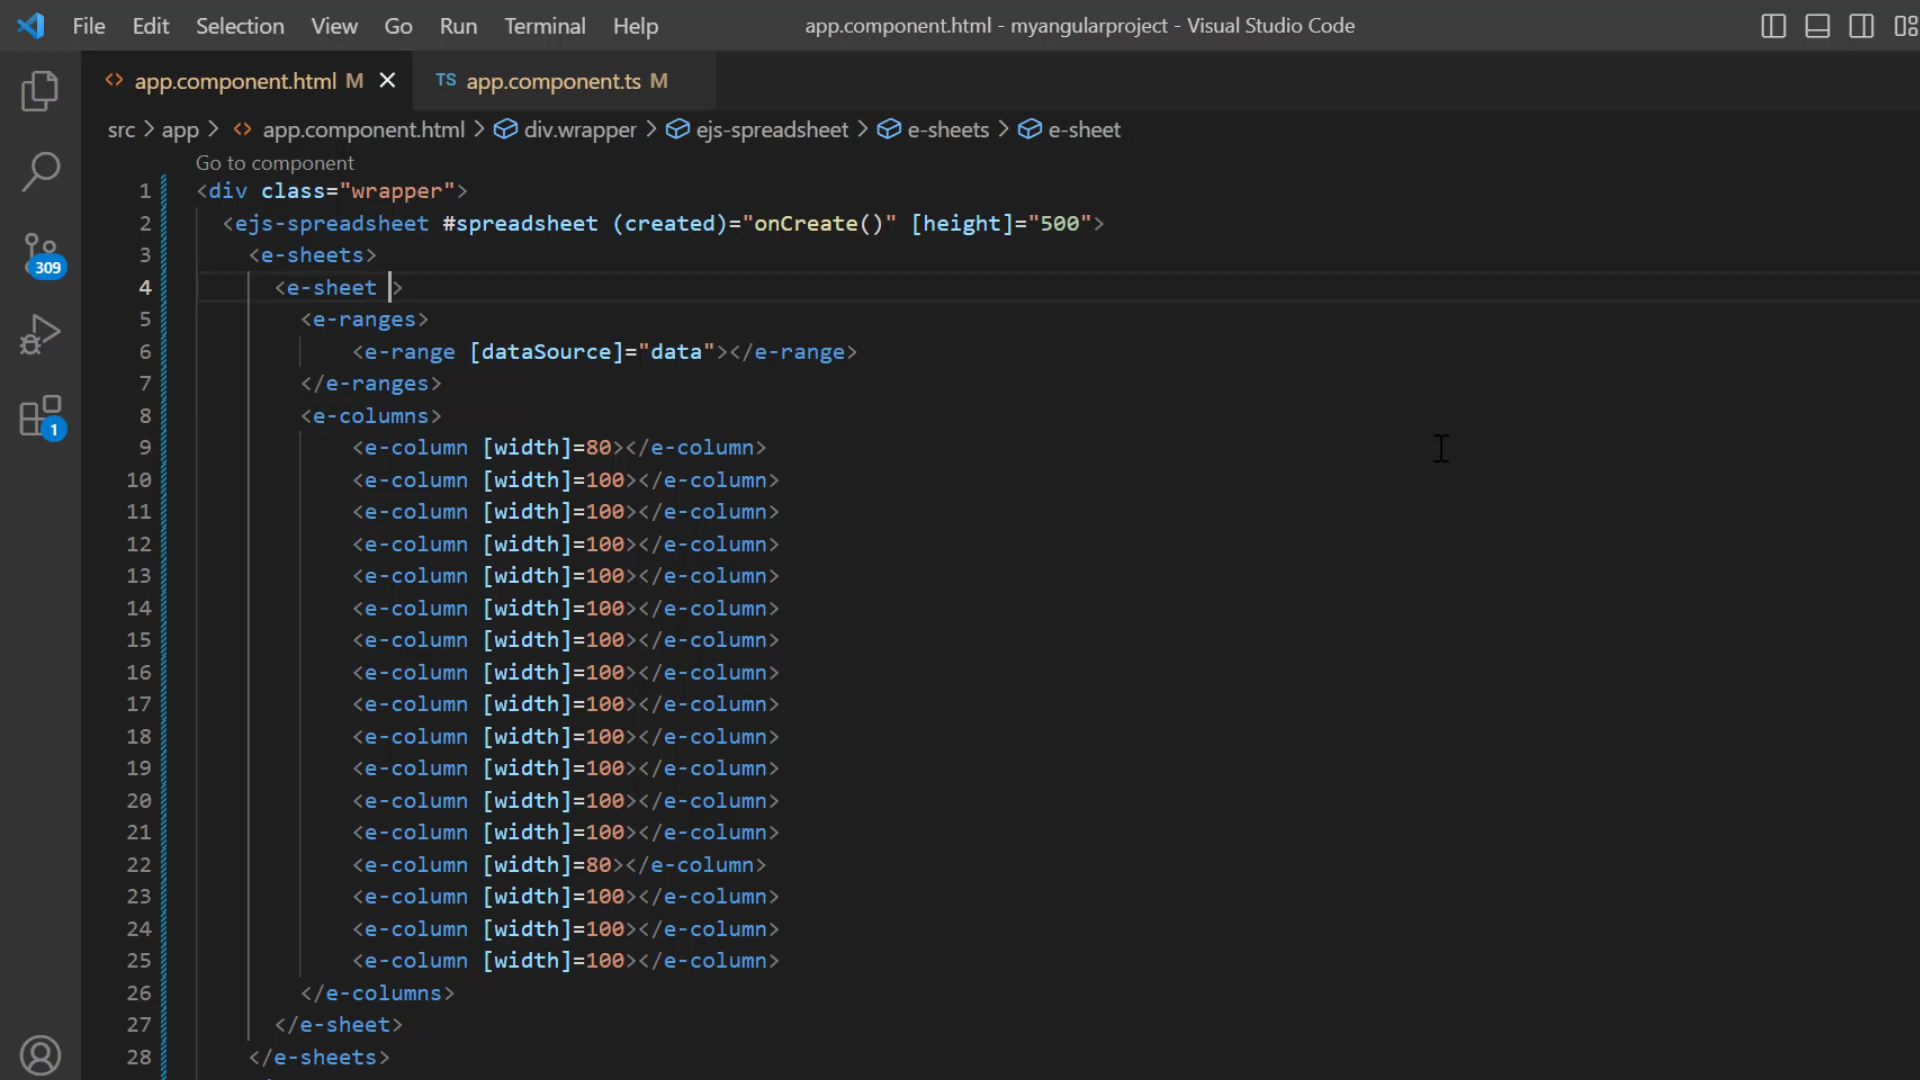 File Edit Selection View Go Run Terminal Help app.component.html - myangularproject - Visual Studio Code
app.component.html M TS app.component.ts M
src > app > <> app.component.html > div.wrapper > ejs-spreadsheet > e-sheets > e-sheet
Go to component
1 <div class="wrapper">
2 <ejs-spreadsheet #spreadsheet (created)="onCreate()" [height]="500">
3 <e-sheets>
4 <e-sheet >
5 <e-ranges>
6 <e-range [dataSource]="data"></e-range>
7 </e-ranges>
8 <e-columns>
9 <e-column [width]=80></e-column>
10 <e-column [width]=100></e-column>
11 <e-column [width]=100></e-column>
12 <e-column [width]=100></e-column>
13 <e-column [width]=100></e-column>
14 <e-column [width]=100></e-column>
15 <e-column [width]=100></e-column>
16 <e-column [width]=100></e-column>
17 <e-column [width]=100></e-column>
18 <e-column [width]=100></e-column>
19 <e-column [width]=100></e-column>
20 <e-column [width]=100></e-column>
21 <e-column [width]=100></e-column>
22 <e-column [width]=80></e-column>
23 <e-column [width]=100></e-column>
24 <e-column [width]=100></e-column>
25 <e-column [width]=100></e-column>
26 </e-columns>
27 </e-sheet>
28 </e-sheets>
309
1